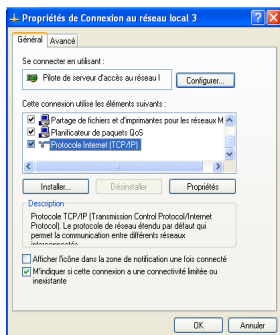 Propriétés de Connexion au réseau local 3
Général
Avancé
Se connecter en utilisant :
Pilote de serveur d'accès au réseau l
Configurer...
Cette connexion utilise les éléments suivants :
Partage de fichiers et d'imprimantes pour les réseaux M
Planificateur de paquets QoS
Protocole Internet (TCP/IP)
Installer...
Désinstaller
Propriétés
Description
Protocole TCP/IP (Transmission Control Protocol/Internet
Protocol). Le protocole de réseau étendu par défaut qui
permet la communication entre différents réseaux
interconnectés
Afficher l'icône dans la zone de notification une fois connecté
M'indiquer si cette connexion a une connectivité limitée ou
inexistante
OK
Annuler